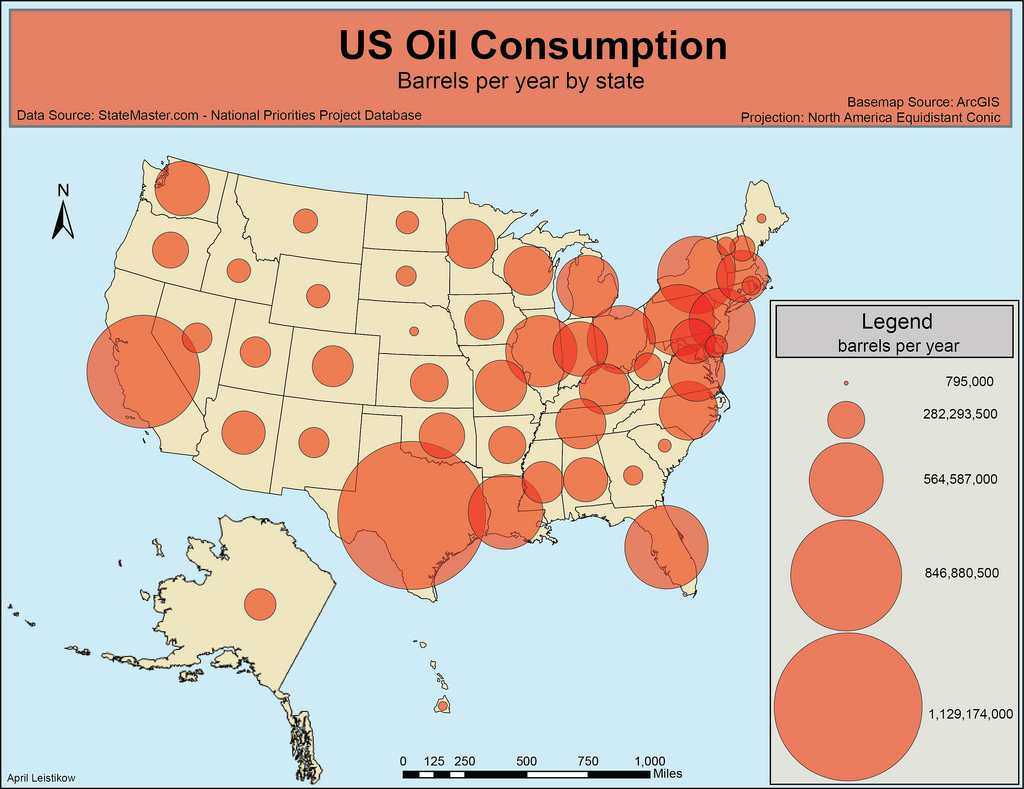 US Oil Consumption
Barrels per year by state
Data Source: StateMaster.com - National Priorities Project Database
Basemap Source: ArcGIS
Projection: North America Equidistant Conic
N
Legend
barrels per year
795,000
282,293,500
564,587,000
846,880,500
1,129,174,000
0 125 250 500 750 1,000
Miles
April Leistikow